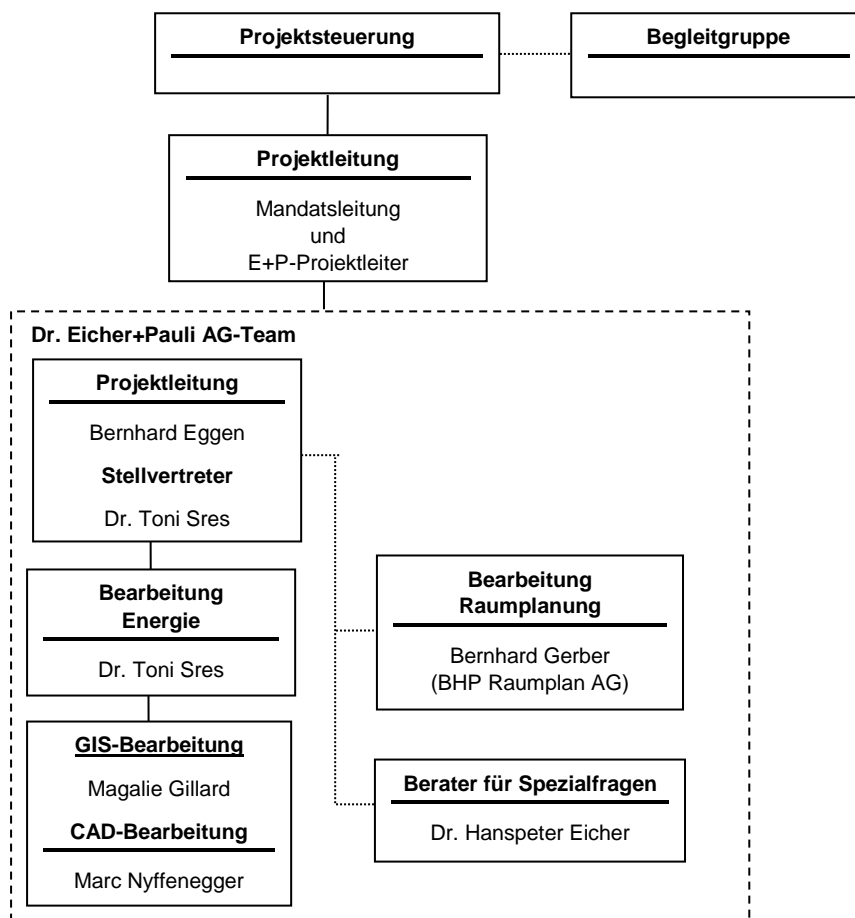 Projektsteuerung
Begleitgruppe
Projektleitung
Mandatsleitung
und
E+P-Projektleiter
Dr. Eicher+Pauli AG-Team
Projektleitung
Bernhard Eggen
Stellvertreter
Dr. Toni Sres
Bearbeitung
Energie
Dr. Toni Sres
GIS-Bearbeitung
Magalie Gillard
CAD-Bearbeitung
Marc Nyffenegger
Bearbeitung
Raumplanung
Bernhard Gerber
(BHP Raumplan AG)
Berater für Spezialfragen
Dr. Hanspeter Eicher